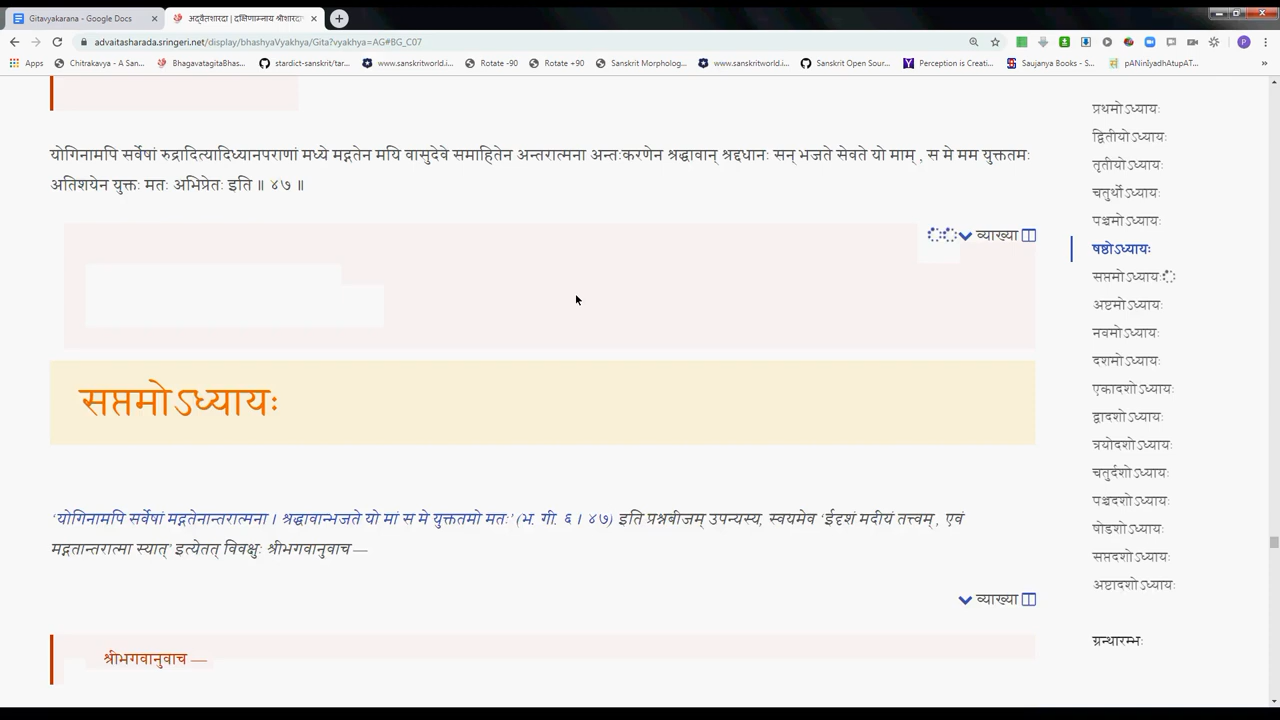 Gitavyakarana - Google Docs
अद्वैतशारदा | दक्षिणाम्नाय श्रीशारदा
advaitasharada.sringeri.net/display/bhashyaVyakhya/Gita?vyakhya=AG#BG_C07
Apps Chitrakavya - A San... BhagavatagitaBhas... stardict-sanskrit/tar... www.sanskritworld.i... Rotate -90 Rotate +90 Sanskrit Morpholog... www.sanskritworld.i... Sanskrit Open Sour... Perception is Creati... Saujanya Books - S... pANinIyadhAtupAT...
योगिनामपि सर्वेषां रुद्रादित्यादिध्यानपराणां मध्ये मद्गतेन मयि वासुदेवे समाहितेन अन्तरात्मना अन्तःकरणेन श्रद्धावान् श्रद्दधानः सन् भजते सेवते यो माम् , स मे मम युक्ततमः
अतिशयेन युक्तः मतः अभिप्रेतः इति ॥ ४७ ॥
व्याख्या
सप्तमोऽध्यायः
‘योगिनामपि सर्वेषां मद्गतेनान्तरात्मना । श्रद्धावान्भजते यो मां स मे युक्ततमो मतः’ (भ. गी. ६ । ४७) इति प्रश्नबीजम् उपन्यस्य, स्वयमेव ‘ईदृशं मदीयं तत्त्वम् , एवं
मद्गतान्तरात्मा स्यात्’ इत्येतत् विवक्षुः श्रीभगवानुवाच —
व्याख्या
श्रीभगवानुवाच —
प्रथमोऽध्यायः
द्वितीयोऽध्यायः
तृतीयोऽध्यायः
चतुर्थोऽध्यायः
पञ्चमोऽध्यायः
षष्ठोऽध्यायः
सप्तमोऽध्यायः
अष्टमोऽध्यायः
नवमोऽध्यायः
दशमोऽध्यायः
एकादशोऽध्यायः
द्वादशोऽध्यायः
त्रयोदशोऽध्यायः
चतुर्दशोऽध्यायः
पञ्चदशोऽध्यायः
षोडशोऽध्यायः
सप्तदशोऽध्यायः
अष्टादशोऽध्यायः
ग्रन्थारम्भः